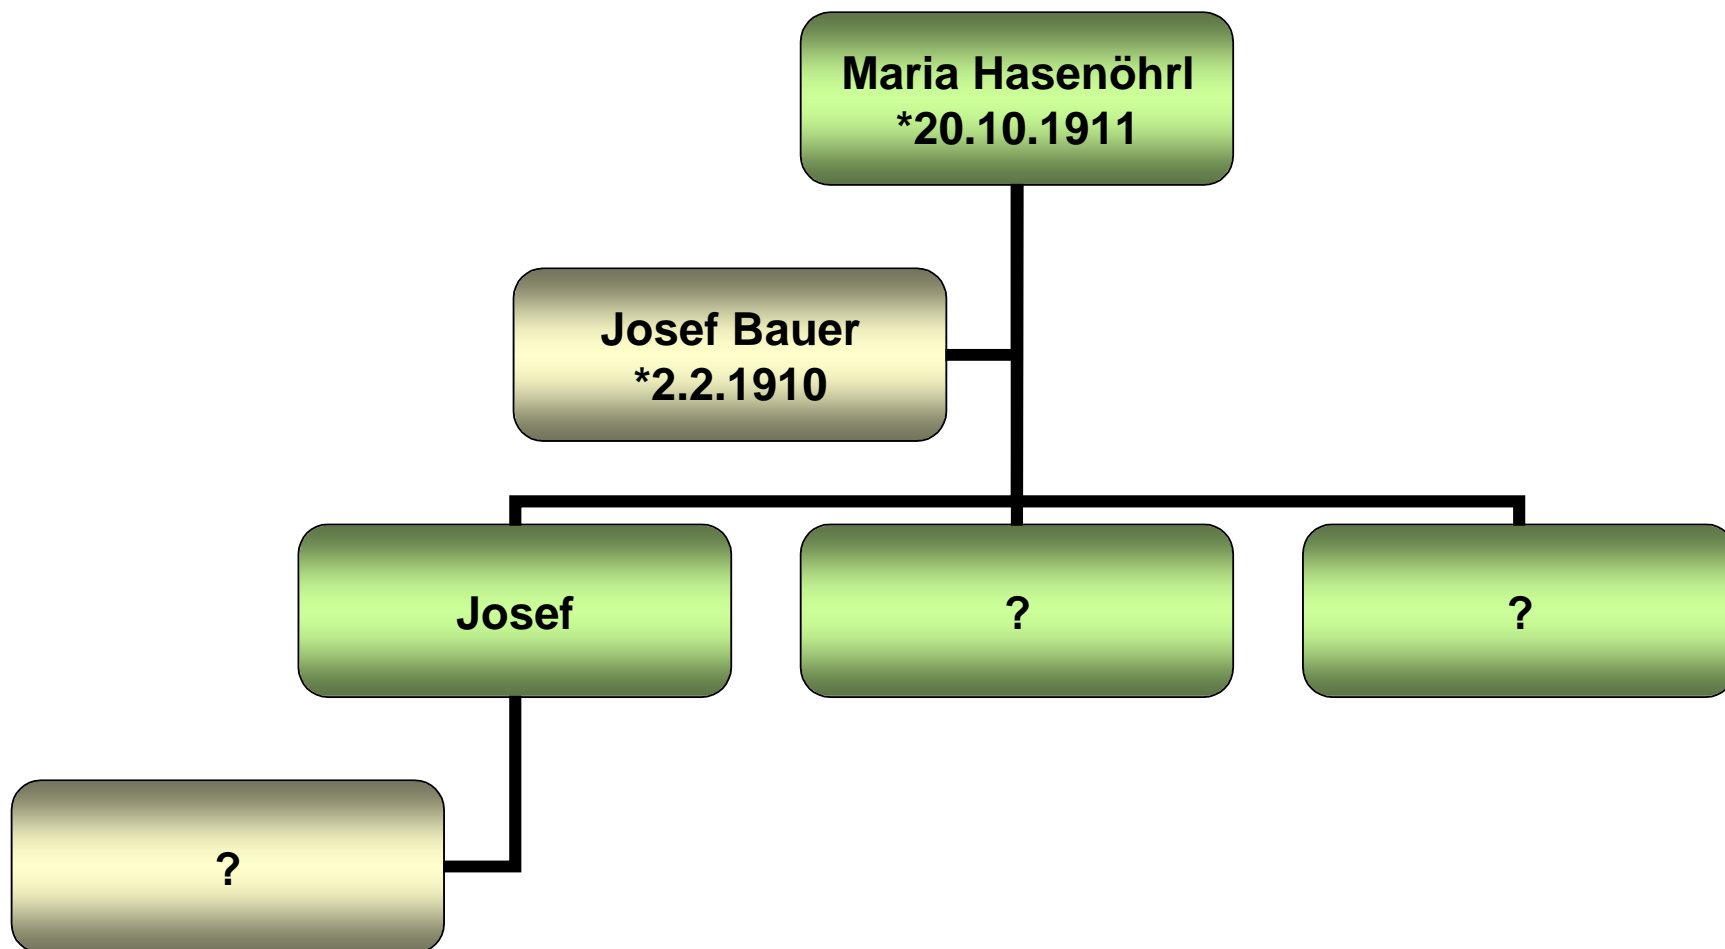 Maria Hasenöhrl
*20.10.1911
Josef Bauer
*2.2.1910
Josef
?
?
?